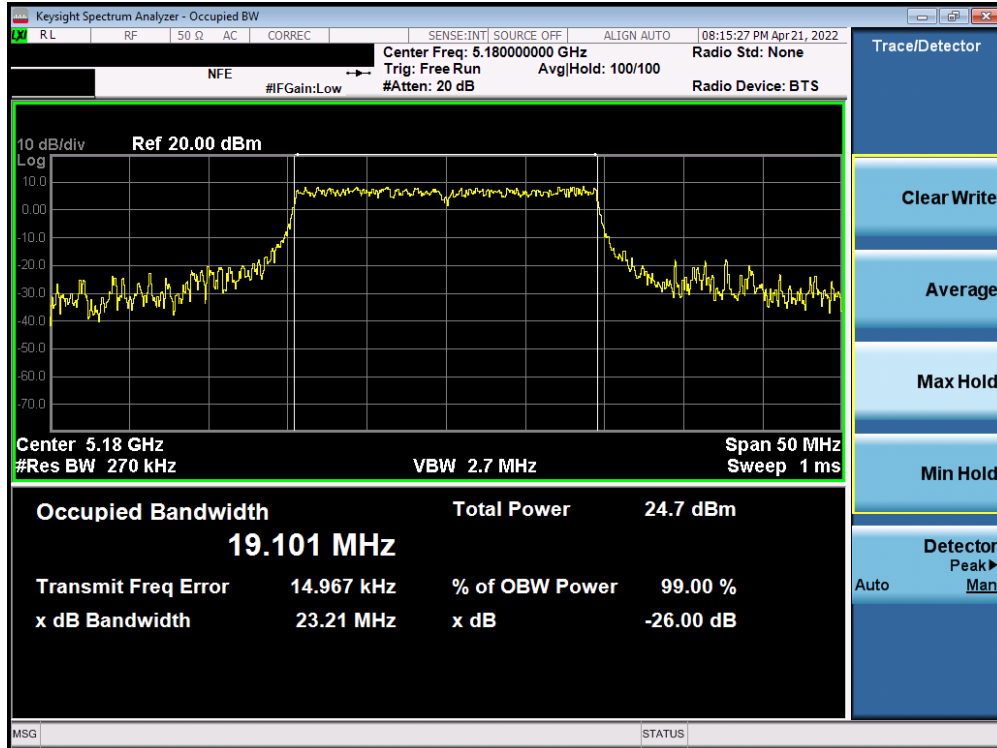 Keysight Spectrum Analyzer - Occupied BW
LXI RL RF 50 Ω AC CORREC SENSE:INT SOURCE OFF ALIGN AUTO 08:15:27 PM Apr 21, 2022
Center Freq: 5.180000000 GHz Radio Std: None
NFE Trig: Free Run Avg|Hold: 100/100
#IFGain:Low #Atten: 20 dB Radio Device: BTS
Trace/Detector
10 dB/div Ref 20.00 dBm
Log
10.0
0.00
-10.0
-20.0
-30.0
-40.0
-50.0
-60.0
-70.0
Center 5.18 GHz Span 50 MHz
#Res BW 270 kHz VBW 2.7 MHz Sweep 1 ms
Occupied Bandwidth Total Power 24.7 dBm
19.101 MHz
Transmit Freq Error 14.967 kHz % of OBW Power 99.00 %
x dB Bandwidth 23.21 MHz x dB -26.00 dB
Clear Write
Average
Max Hold
Min Hold
Detector
Peak▶
Auto Man
MSG STATUS